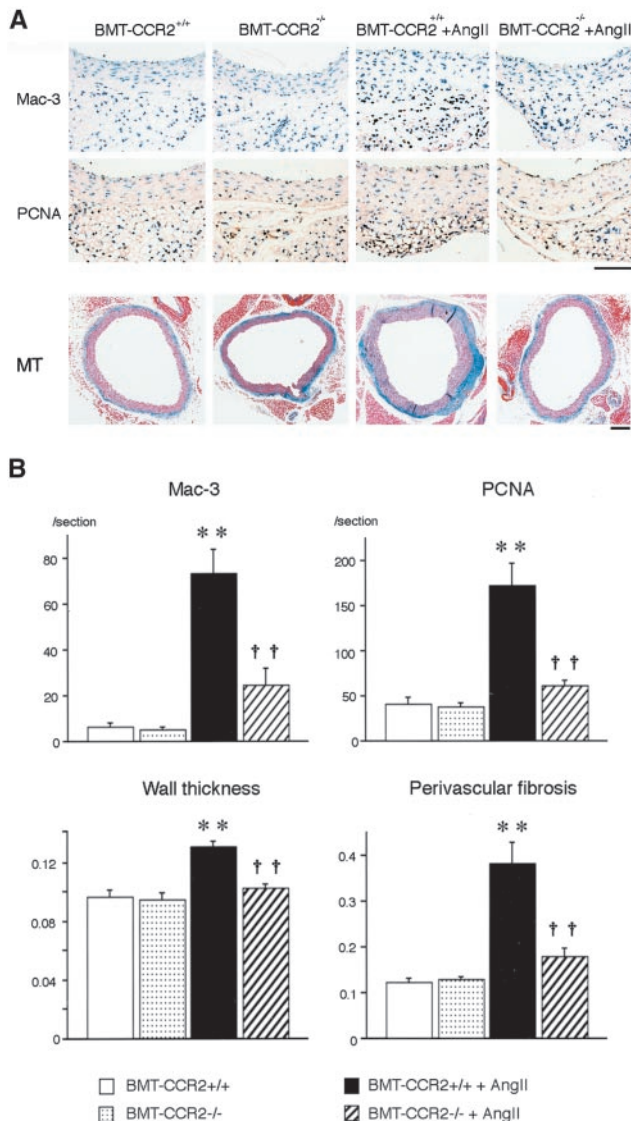 A
BMT-CCR2+/+ BMT-CCR2-/- BMT-CCR2+/+ +AngII BMT-CCR2-/- +AngII
Mac-3
PCNA
MT
B
Mac-3
/section
80
60
40
20
0
**
††
PCNA
/section
200
150
100
50
0
**
††
Wall thickness
0.12
0.08
0.04
0
**
††
Perivascular fibrosis
0.4
0.2
0.1
0
**
††
BMT-CCR2+/+ BMT-CCR2+/+ + AngII
BMT-CCR2-/- BMT-CCR2-/- + AngII